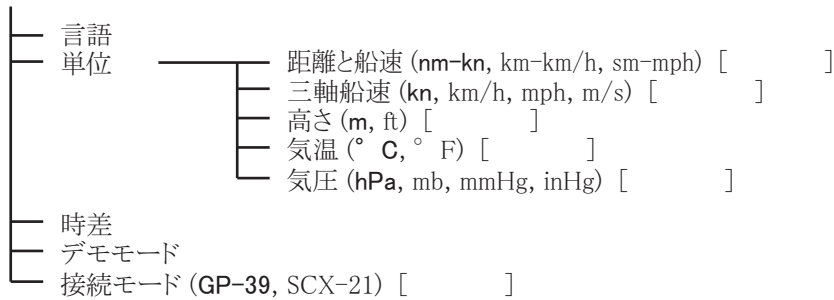 言語
単位
距離と船速 (nm-kn, km-km/h, sm-mph) [ ]
三軸船速 (kn, km/h, mph, m/s) [ ]
高さ (m, ft) [ ]
気温 (° C, ° F) [ ]
気圧 (hPa, mb, mmHg, inHg) [ ]
時差
デモモード
接続モード (GP-39, SCX-21) [ ]